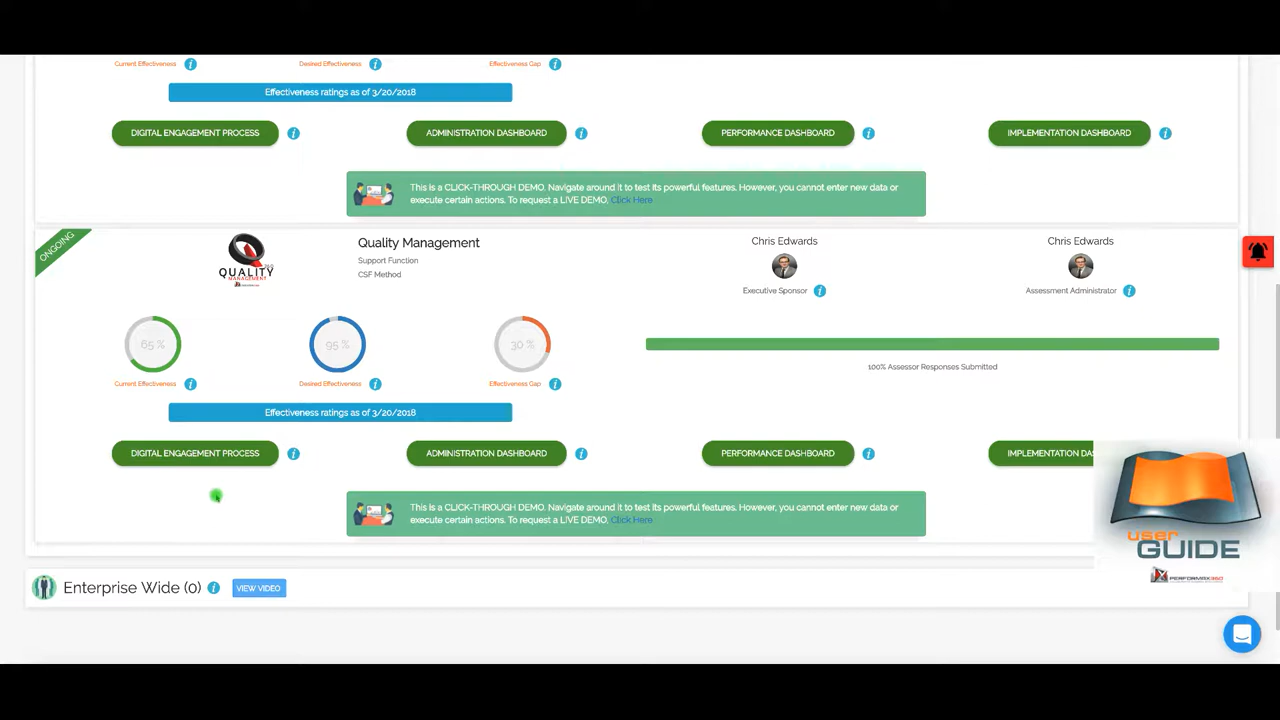 Current Effectiveness
Desired Effectiveness
Effectiveness Gap
Effectiveness ratings as of 3/20/2018
DIGITAL ENGAGEMENT PROCESS
ADMINISTRATION DASHBOARD
PERFORMANCE DASHBOARD
IMPLEMENTATION DASHBOARD
This is a CLICK-THROUGH DEMO. Navigate around it to test its powerful features. However, you cannot enter new data or
execute certain actions. To request a LIVE DEMO, Click Here
ONGOING
QUALITY
MANAGEMENT
Quality Management
Support Function
CSF Method
Chris Edwards
Executive Sponsor
Chris Edwards
Assessment Administrator
65 %
95 %
30 %
Current Effectiveness
Desired Effectiveness
Effectiveness Gap
100% Assessor Responses Submitted
Effectiveness ratings as of 3/20/2018
DIGITAL ENGAGEMENT PROCESS
ADMINISTRATION DASHBOARD
PERFORMANCE DASHBOARD
IMPLEMENTATION DA
This is a CLICK-THROUGH DEMO. Navigate around it to test its powerful features. However, you cannot enter new data or
execute certain actions. To request a LIVE DEMO, Click Here
user
GUIDE
PERFORMAX360
Enterprise Wide (0)
VIEW VIDEO